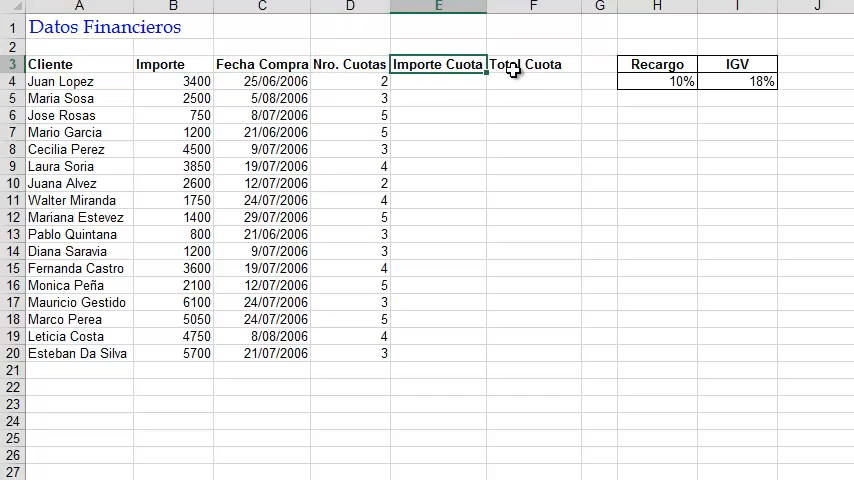 A B C D E F G H I J
1 Datos Financieros
2
3 Cliente Importe Fecha Compra Nro. Cuotas Importe Cuota Total Cuota Recargo IGV
4 Juan Lopez 3400 25/06/2006 2 10% 18%
5 Maria Sosa 2500 5/08/2006 3
6 Jose Rosas 750 8/07/2006 5
7 Mario Garcia 1200 21/06/2006 5
8 Cecilia Perez 4500 9/07/2006 3
9 Laura Soria 3850 19/07/2006 4
10 Juana Alvez 2600 12/07/2006 2
11 Walter Miranda 1750 24/07/2006 4
12 Mariana Estevez 1400 29/07/2006 5
13 Pablo Quintana 800 21/06/2006 3
14 Diana Saravia 1200 9/07/2006 3
15 Fernanda Castro 3600 19/07/2006 4
16 Monica Peña 2100 12/07/2006 5
17 Mauricio Gestido 6100 24/07/2006 3
18 Marco Perea 5050 24/07/2006 5
19 Leticia Costa 4750 8/08/2006 4
20 Esteban Da Silva 5700 21/07/2006 3
21
22
23
24
25
26
27